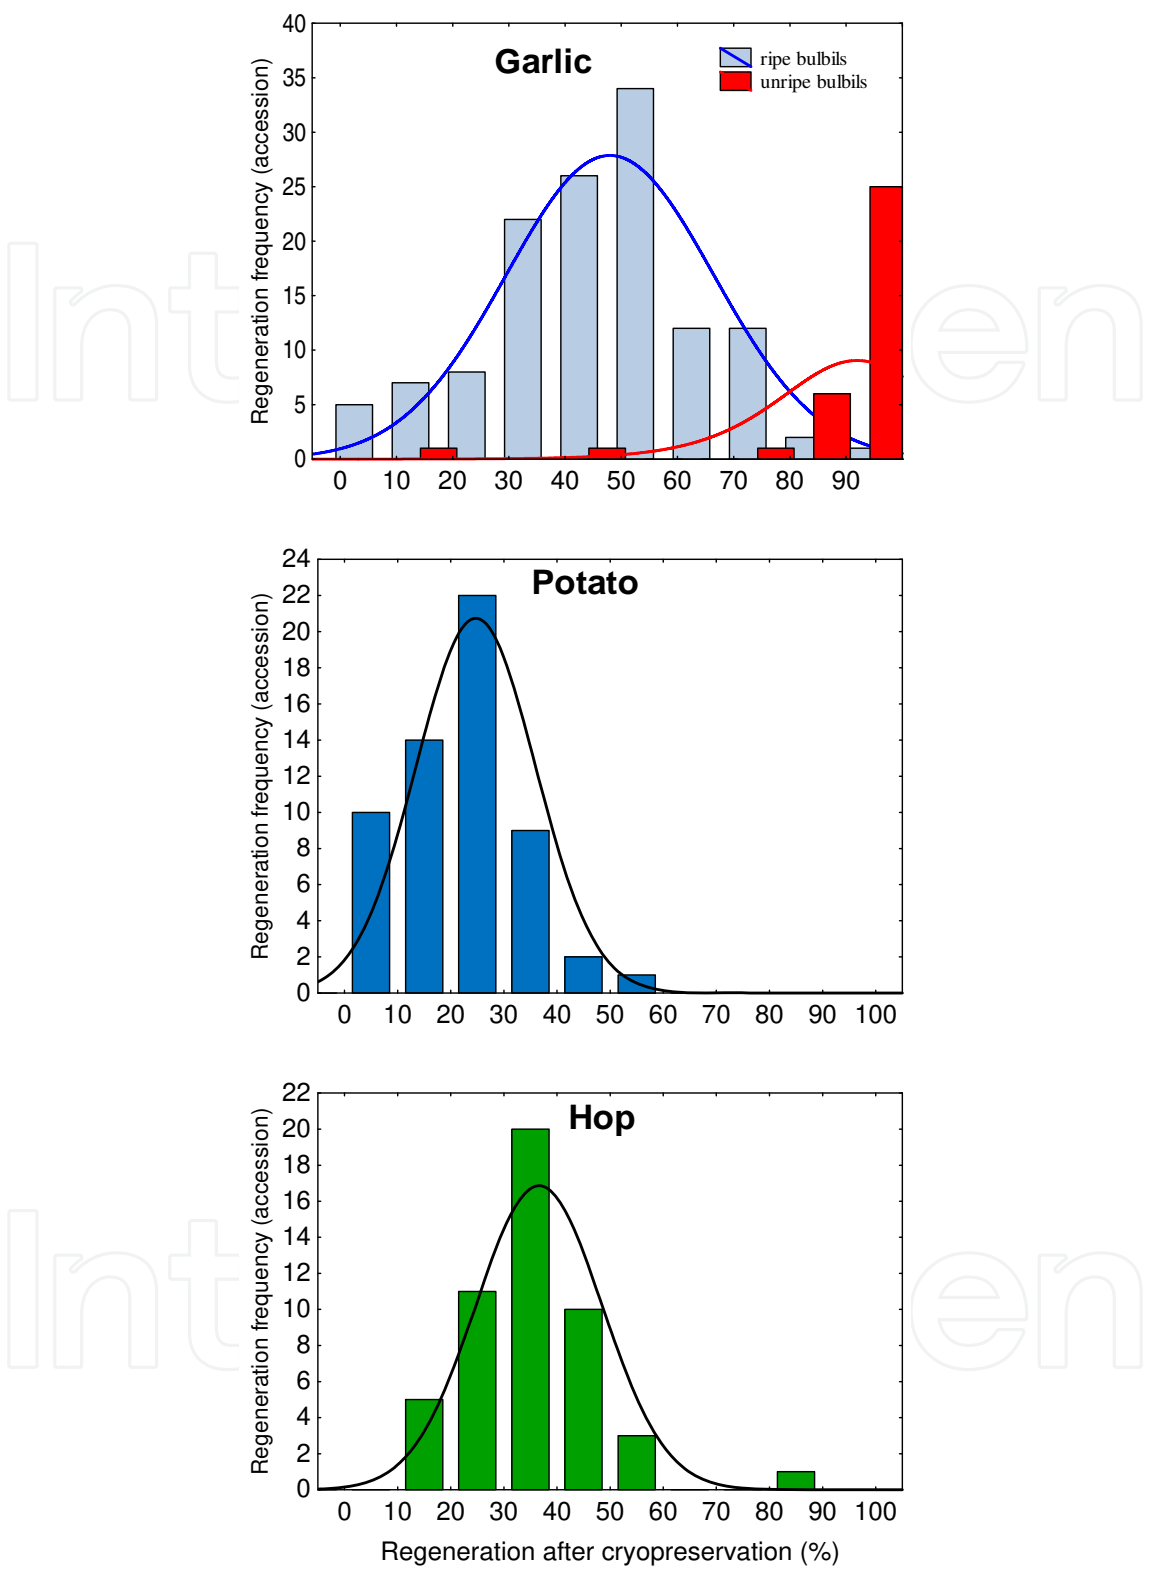 Garlic
ripe bulbils
unripe bulbils
Regeneration frequency (accession)
40
35
30
25
20
15
10
5
0
0 10 20 30 40 50 60 70 80 90
Potato
Regeneration frequency (accession)
24
22
20
18
16
14
12
10
8
6
4
2
0
0 10 20 30 40 50 60 70 80 90 100
Hop
Regeneration frequency (accession)
22
20
18
16
14
12
10
8
6
4
2
0
0 10 20 30 40 50 60 70 80 90 100
Regeneration after cryopreservation (%)